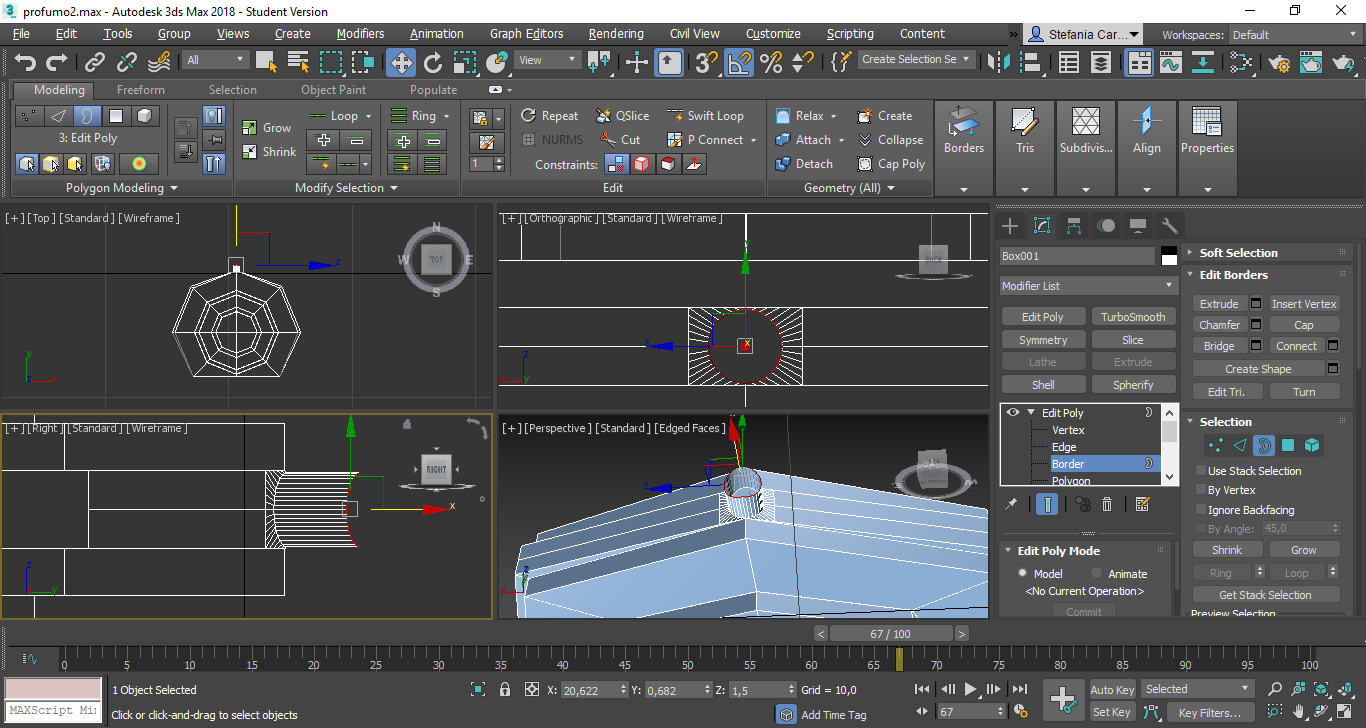 profumo2.max - Autodesk 3ds Max 2018 - Student Version
File Edit Tools Group Views Create Modifiers Animation Graph Editors Rendering Civil View Customize Scripting Content » Stefania Car... Workspaces: Default
All View Create Selection Se
Modeling Freeform Selection Object Paint Populate
Loop Ring Repeat QSlice Swift Loop Relax Create
3: Edit Poly Grow NURMS Cut P Connect Attach Collapse Borders Tris Subdivis... Align Properties
Shrink 1 Constraints: Detach Cap Poly
Polygon Modeling Modify Selection Edit Geometry (All)
[+] [Top] [Standard] [Wireframe] [+] [Orthographic] [Standard] [Wireframe]
N
W TOP E
S
BACK
z
y
x
Box001 Soft Selection
Modifier List Edit Borders
Edit Poly TurboSmooth Extrude Insert Vertex
Symmetry Slice Chamfer Cap
Lathe Extrude Bridge Connect
Shell Spherify Create Shape
Edit Tri. Turn
[+] [Right] [Standard] [Wireframe] [+] [Perspective] [Standard] [Edged Faces]
RIGHT
x
z
y
Edit Poly Selection
Vertex
Edge
Border Use Stack Selection
Polygon By Vertex
Ignore Backfacing
By Angle: 45,0
Edit Poly Mode Shrink Grow
Model Animate Ring Loop
<No Current Operation> Get Stack Selection
Commit Preview Selection
< 67 / 100 >
0 5 10 15 20 25 30 35 40 45 50 55 60 65 70 75 80 85 90 95 100
1 Object Selected X: 20,622 Y: 0,682 Z: 1,5 Grid = 10,0 Auto Key Selected
MAXScript Mi
Click or click-and-drag to select objects Add Time Tag 67 Set Key Key Filters...